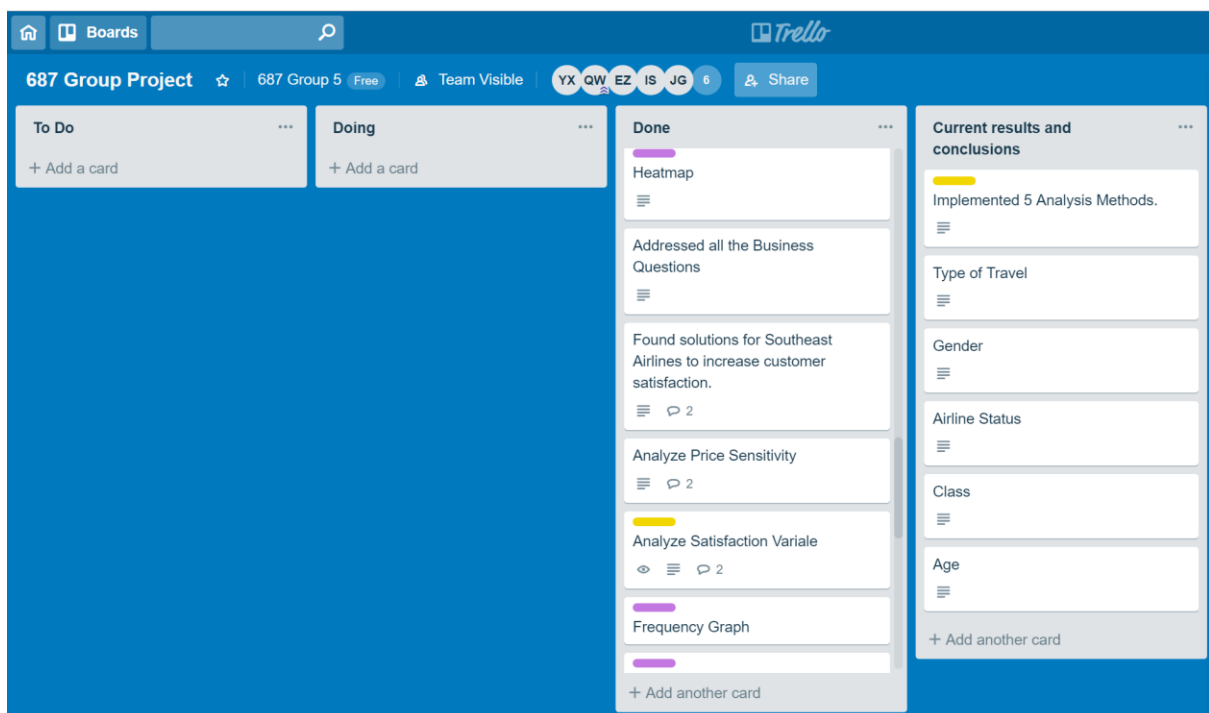 Boards
Trello
687 Group Project
687 Group 5 Free
Team Visible
YX QW EZ IS JG 6
Share
To Do
+ Add a card
Doing
+ Add a card
Done
Heatmap
Addressed all the Business
Questions
Found solutions for Southeast
Airlines to increase customer
satisfaction.
2
Analyze Price Sensitivity
2
Analyze Satisfaction Variale
2
Frequency Graph
+ Add another card
Current results and
conclusions
Implemented 5 Analysis Methods.
Type of Travel
Gender
Airline Status
Class
Age
+ Add another card